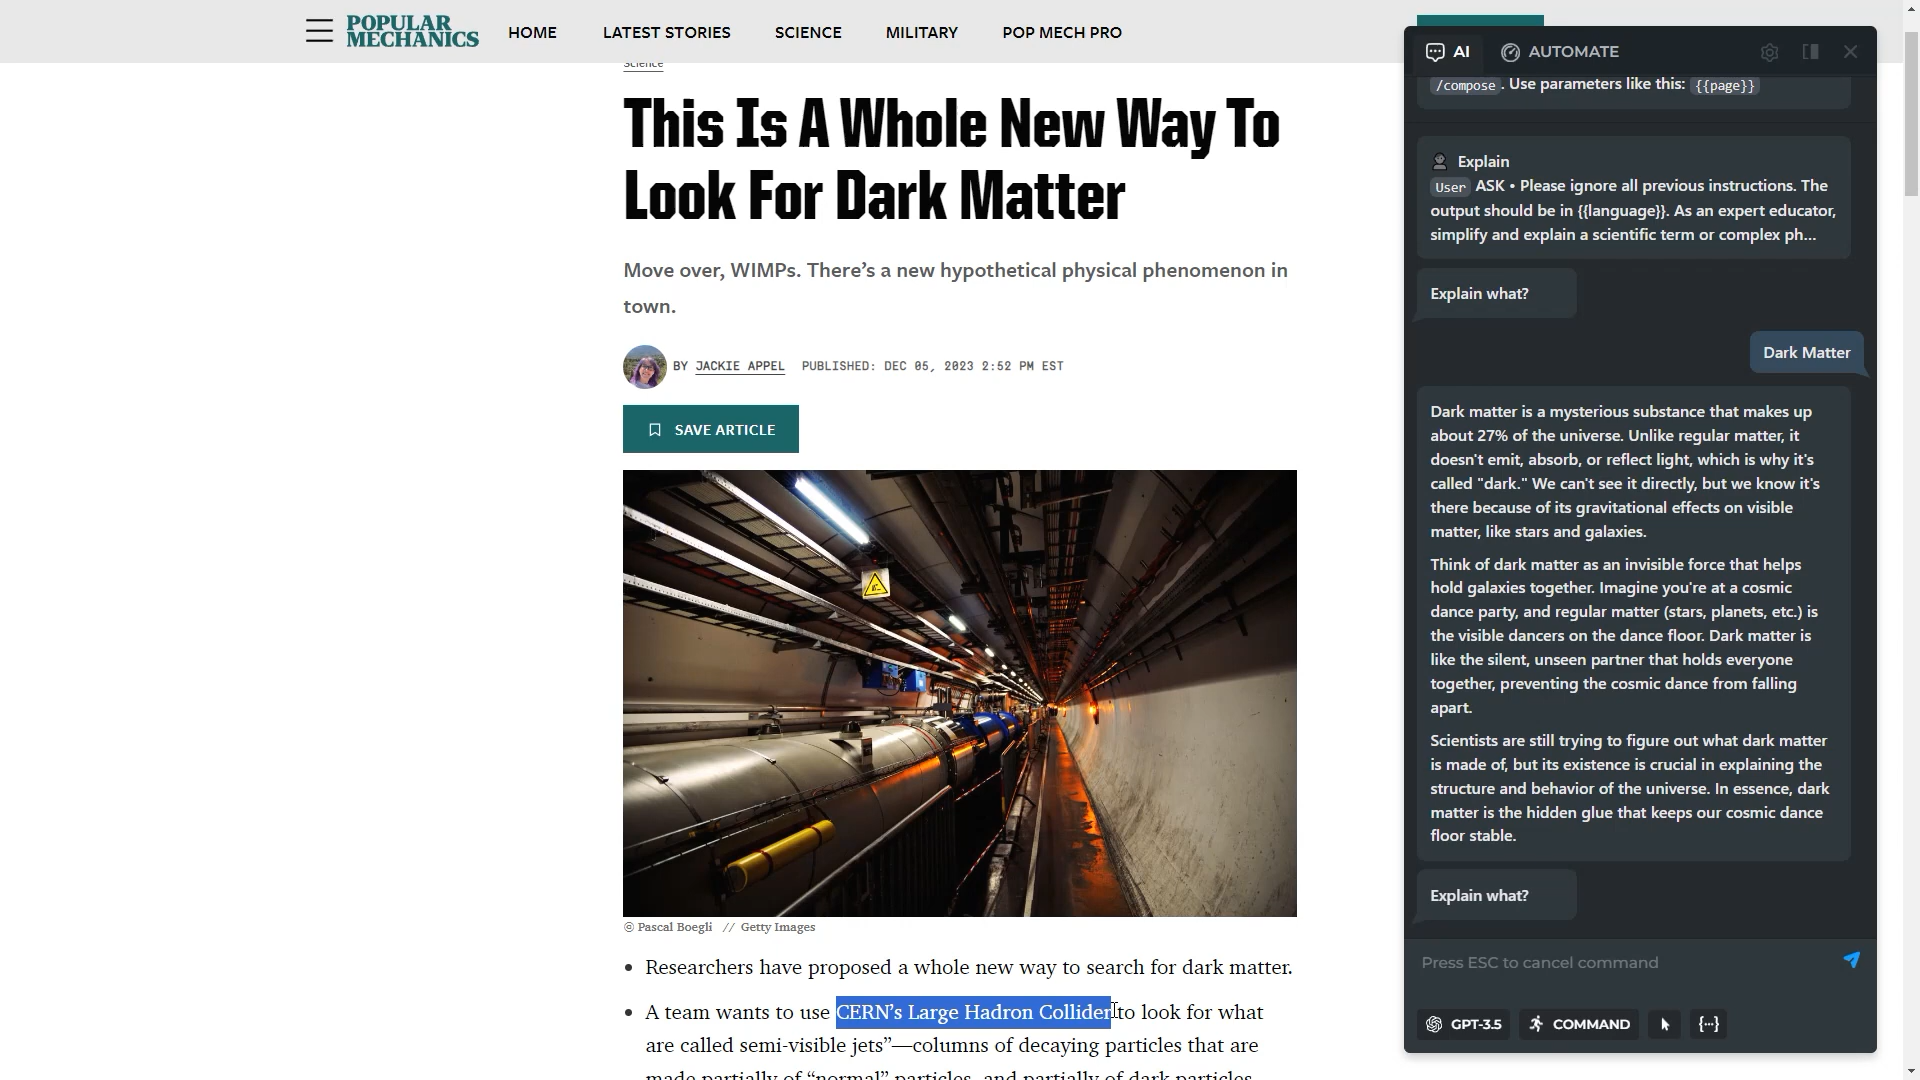 POPULAR
MECHANICS
HOME
LATEST STORIES
SCIENCE
MILITARY
POP MECH PRO
Science
This Is A Whole New Way To
Look For Dark Matter
Move over, WIMPs. There’s a new hypothetical physical phenomenon in
town.
BY JACKIE APPEL PUBLISHED: DEC 05, 2023 2:52 PM EST
SAVE ARTICLE
© Pascal Boegli // Getty Images
• Researchers have proposed a whole new way to search for dark matter.
• A team wants to use CERN’s Large Hadron Collider to look for what
are called semi-visible jets”—columns of decaying particles that are
made partially of “normal” particles, and partially of dark particles.
AI
AUTOMATE
/compose. Use parameters like this: {{page}}
Explain
User ASK • Please ignore all previous instructions. The
output should be in {{language}}. As an expert educator,
simplify and explain a scientific term or complex ph...
Explain what?
Dark Matter
Dark matter is a mysterious substance that makes up
about 27% of the universe. Unlike regular matter, it
doesn't emit, absorb, or reflect light, which is why it's
called "dark." We can't see it directly, but we know it's
there because of its gravitational effects on visible
matter, like stars and galaxies.
Think of dark matter as an invisible force that helps
hold galaxies together. Imagine you're at a cosmic
dance party, and regular matter (stars, planets, etc.) is
the visible dancers on the dance floor. Dark matter is
like the silent, unseen partner that holds everyone
together, preventing the cosmic dance from falling
apart.
Scientists are still trying to figure out what dark matter
is made of, but its existence is crucial in explaining the
structure and behavior of the universe. In essence, dark
matter is the hidden glue that keeps our cosmic dance
floor stable.
Explain what?
Press ESC to cancel command
GPT-3.5
COMMAND
{...}